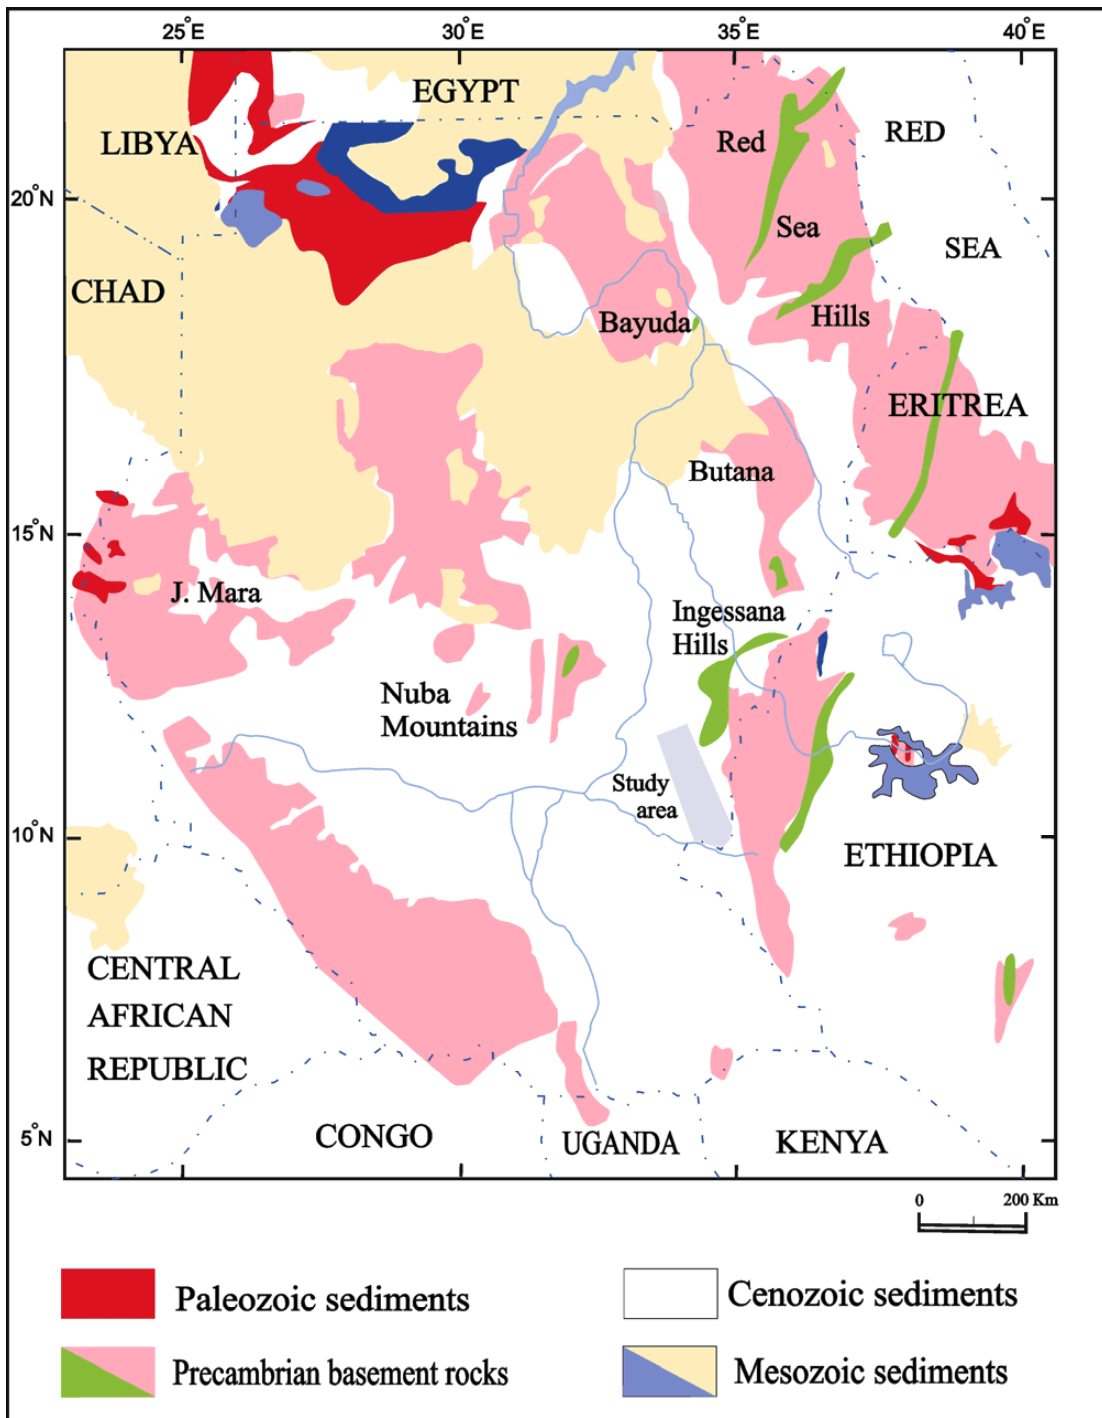 25°E 30°E 35°E 40°E
EGYPT
LIBYA
Red
RED
20°N
Sea
SEA
CHAD
Hills
Bayuda
ERITREA
Butana
15°N
J. Mara
Ingessana
Hills
Nuba
Mountains
Study
area
10°N
ETHIOPIA
CENTRAL
AFRICAN
REPUBLIC
5°N
CONGO
UGANDA
KENYA
0 200 Km
Paleozoic sediments
Cenozoic sediments
Precambrian basement rocks
Mesozoic sediments